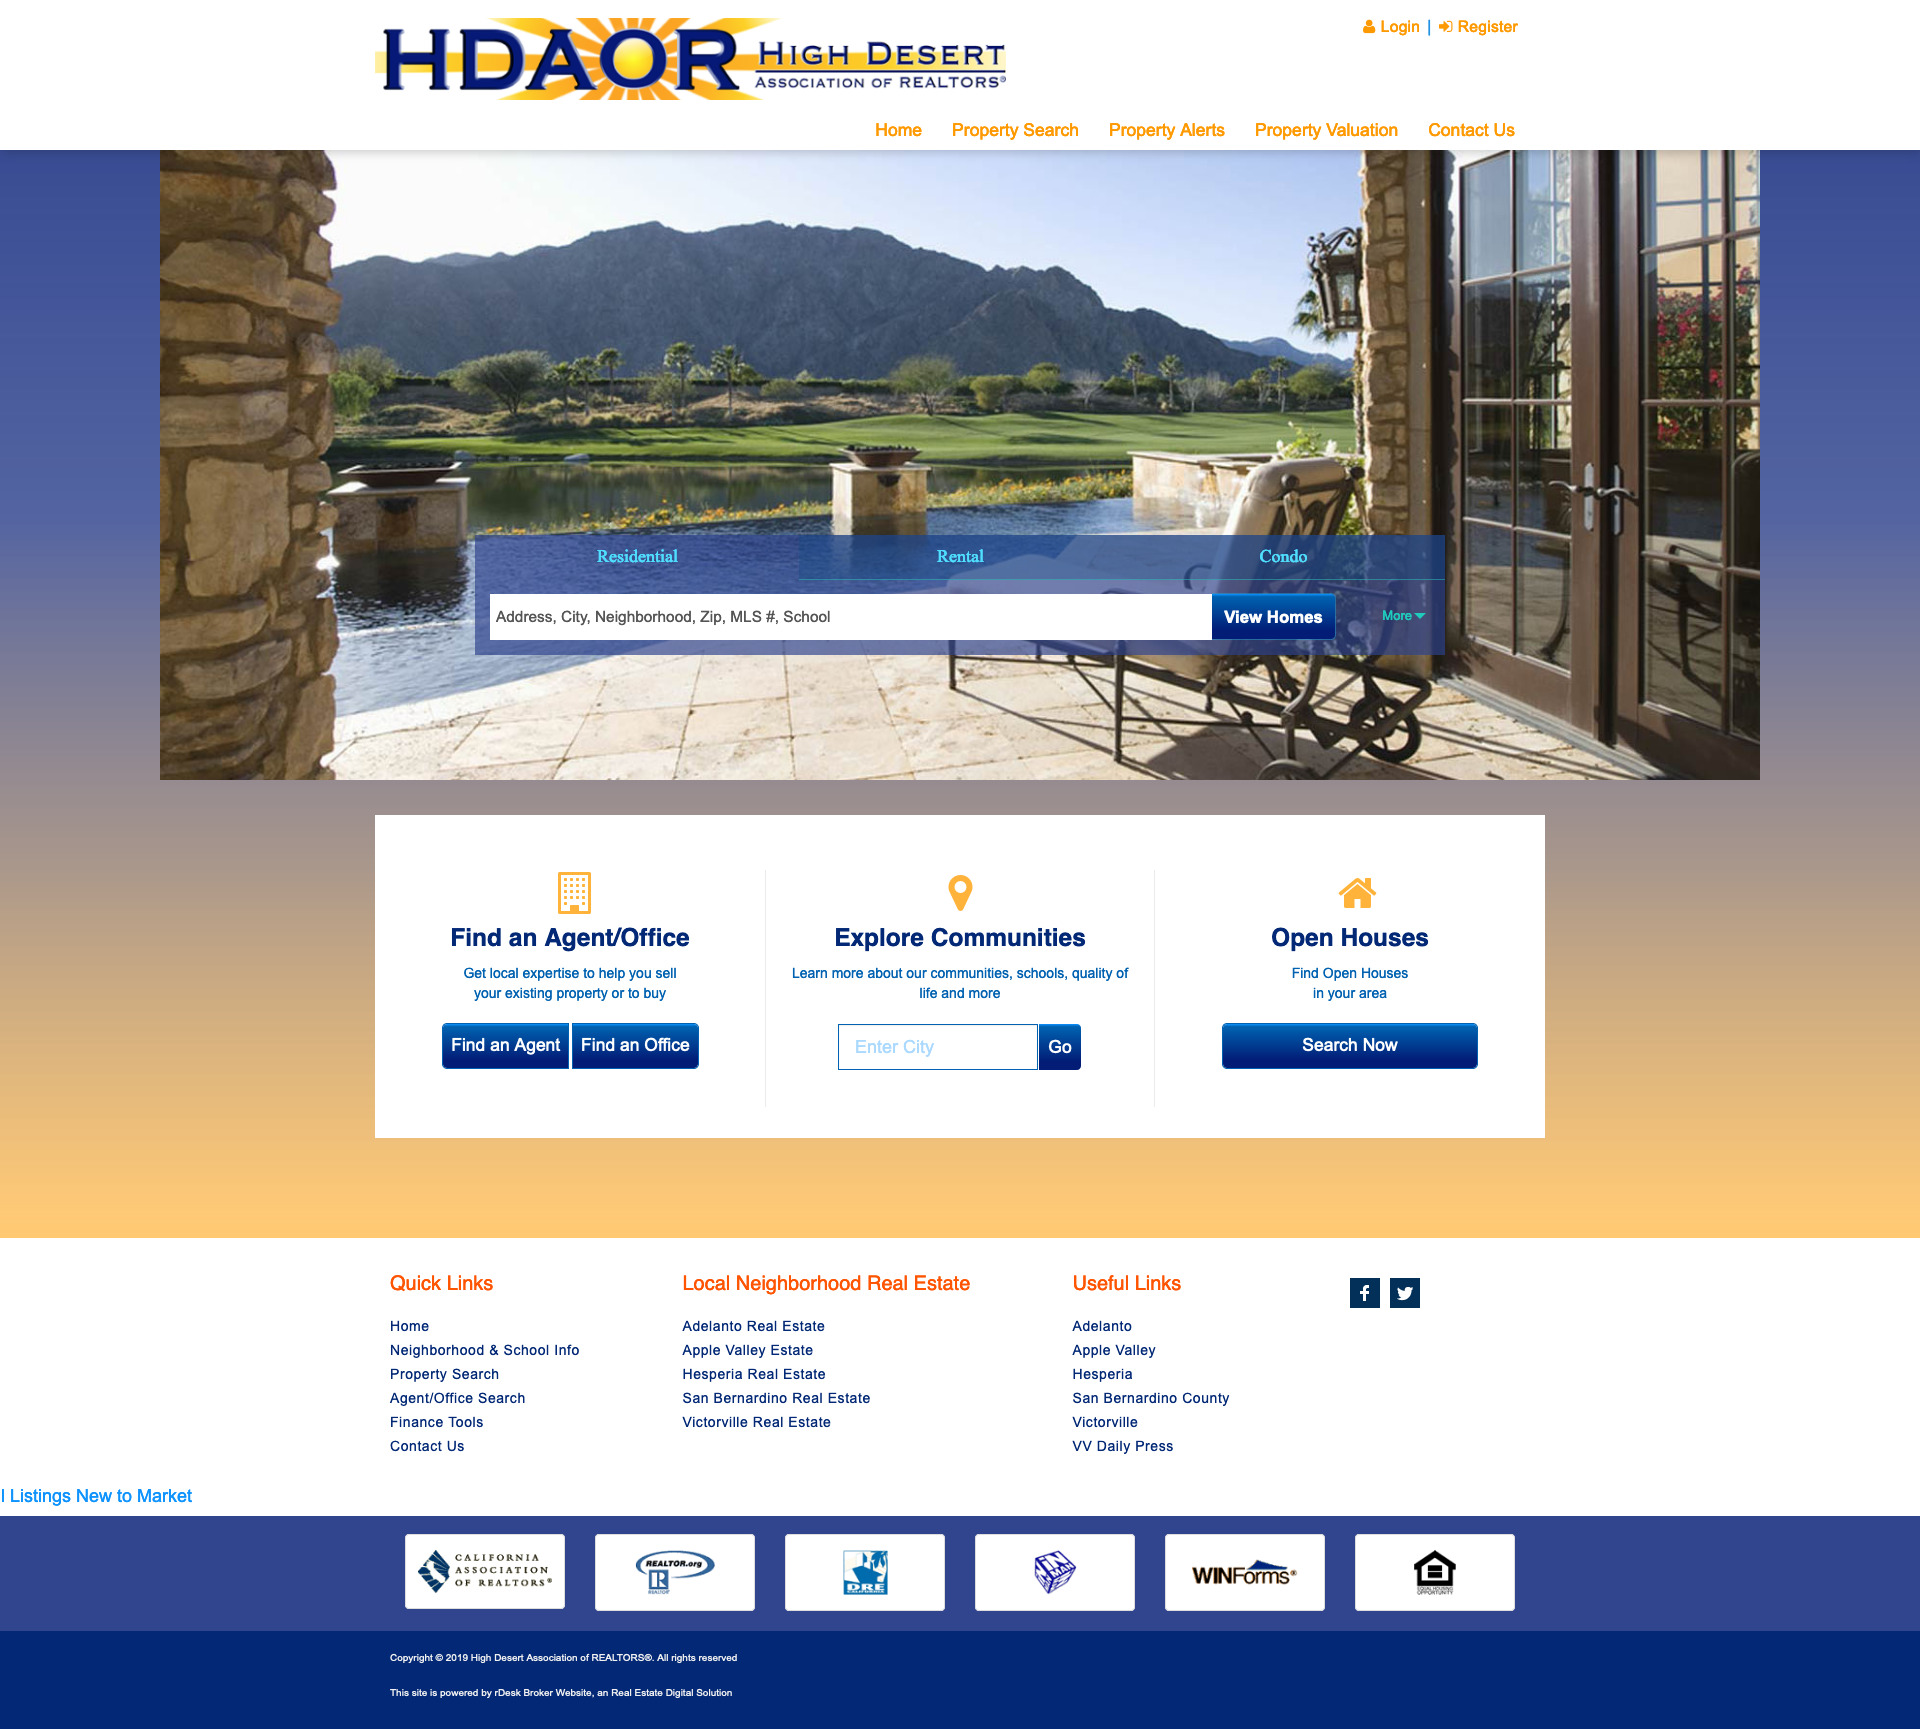 HDAOR HIGH DESERT
ASSOCIATION OF REALTORS®
Login | Register
Home Property Search Property Alerts Property Valuation Contact Us
Residential Rental Condo
Address, City, Neighborhood, Zip, MLS #, School View Homes More
Find an Agent/Office
Get local expertise to help you sell
your existing property or to buy
Find an Agent Find an Office
Explore Communities
Learn more about our communities, schools, quality of
life and more
Enter City Go
Open Houses
Find Open Houses
in your area
Search Now
Quick Links
Home
Neighborhood & School Info
Property Search
Agent/Office Search
Finance Tools
Contact Us
Local Neighborhood Real Estate
Adelanto Real Estate
Apple Valley Estate
Hesperia Real Estate
San Bernardino Real Estate
Victorville Real Estate
Useful Links
Adelanto
Apple Valley
Hesperia
San Bernardino County
Victorville
VV Daily Press
l Listings New to Market
CALIFORNIA
ASSOCIATION
OF REALTORS®
REALTOR.org
REALTOR
DRE
CALIFORNIA
WINForms®
EQUAL HOUSING
OPPORTUNITY
Copyright © 2019 High Desert Association of REALTORS®. All rights reserved
This site is powered by rDesk Broker Website, an Real Estate Digital Solution